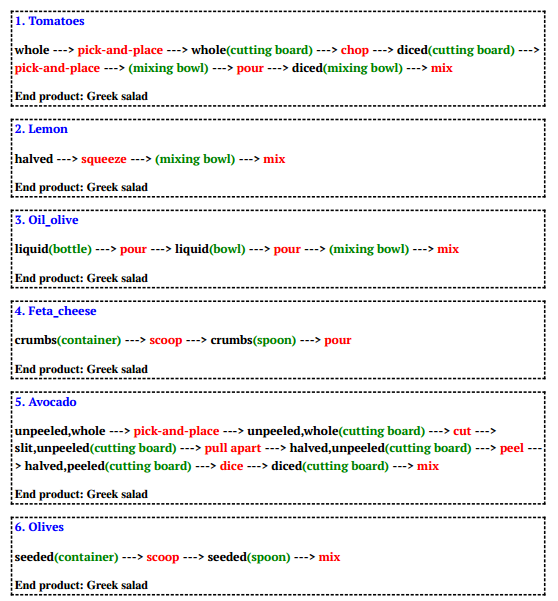 1. Tomatoes
whole ---> pick-and-place ---> whole(cutting board) ---> chop ---> diced(cutting board) --->
pick-and-place ---> (mixing bowl) ---> pour ---> diced(mixing bowl) ---> mix
End product: Greek salad
2. Lemon
halved ---> squeeze ---> (mixing bowl) ---> mix
End product: Greek salad
3. Oil_olive
liquid(bottle) ---> pour ---> liquid(bowl) ---> pour ---> (mixing bowl) ---> mix
End product: Greek salad
4. Feta_cheese
crumbs(container) ---> scoop ---> crumbs(spoon) ---> pour
End product: Greek salad
5. Avocado
unpeeled,whole ---> pick-and-place ---> unpeeled,whole(cutting board) ---> cut --->
slit,unpeeled(cutting board) ---> pull apart ---> halved,unpeeled(cutting board) ---> peel ---
> halved,peeled(cutting board) ---> dice ---> diced(cutting board) ---> mix
End product: Greek salad
6. Olives
seeded(container) ---> scoop ---> seeded(spoon) ---> mix
End product: Greek salad